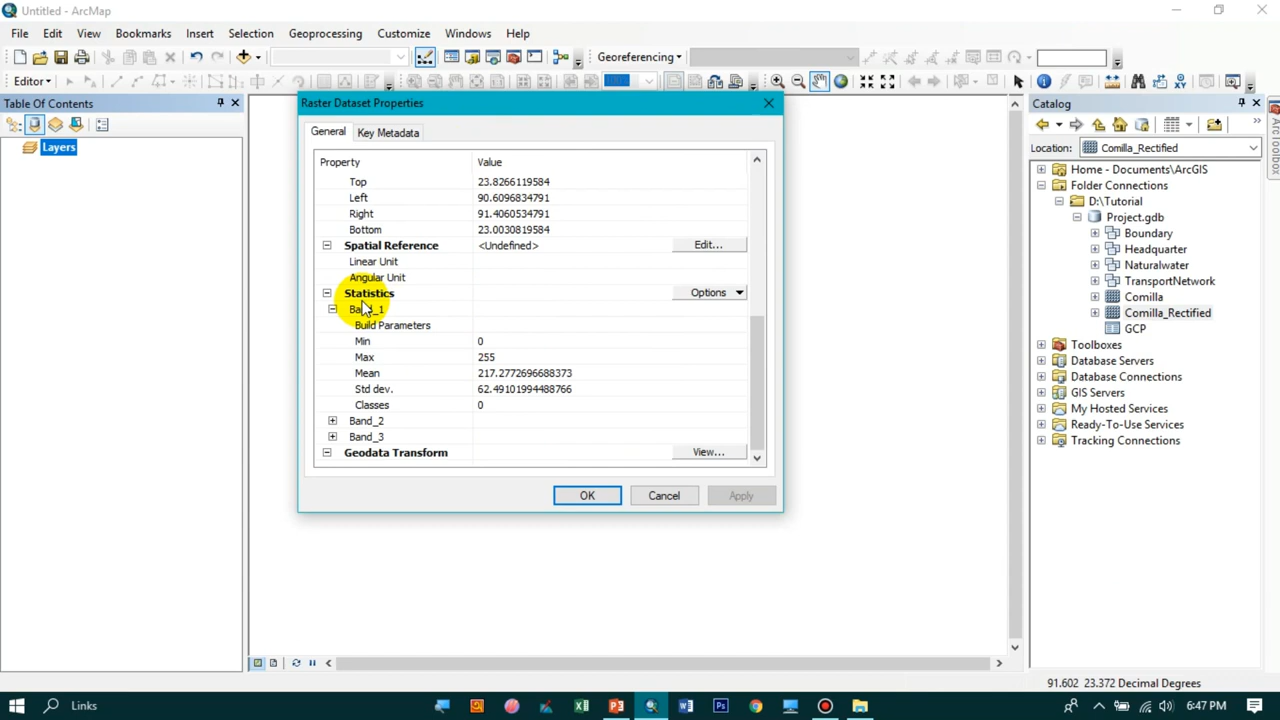 Untitled - ArcMap
File Edit View Bookmarks Insert Selection Geoprocessing Customize Windows Help
Georeferencing
Editor
Table Of Contents
Layers
Raster Dataset Properties
General Key Metadata
Property Value
Top 23.8266119584
Left 90.6096834791
Right 91.4060534791
Bottom 23.0030819584
Spatial Reference <Undefined> Edit...
Linear Unit
Angular Unit
Statistics Options
Band_1
Build Parameters
Min 0
Max 255
Mean 217.2772696688373
Std dev. 62.49101994488766
Classes 0
Band_2
Band_3
Geodata Transform View...
OK Cancel Apply
Catalog
Location: Comilla_Rectified
Home - Documents\ArcGIS
Folder Connections
D:\Tutorial
Project.gdb
Boundary
Headquarter
Naturalwater
TransportNetwork
Comilla
Comilla_Rectified
GCP
Toolboxes
Database Servers
Database Connections
GIS Servers
My Hosted Services
Ready-To-Use Services
Tracking Connections
ArcToolbox
91.602 23.372 Decimal Degrees
Links
6:47 PM